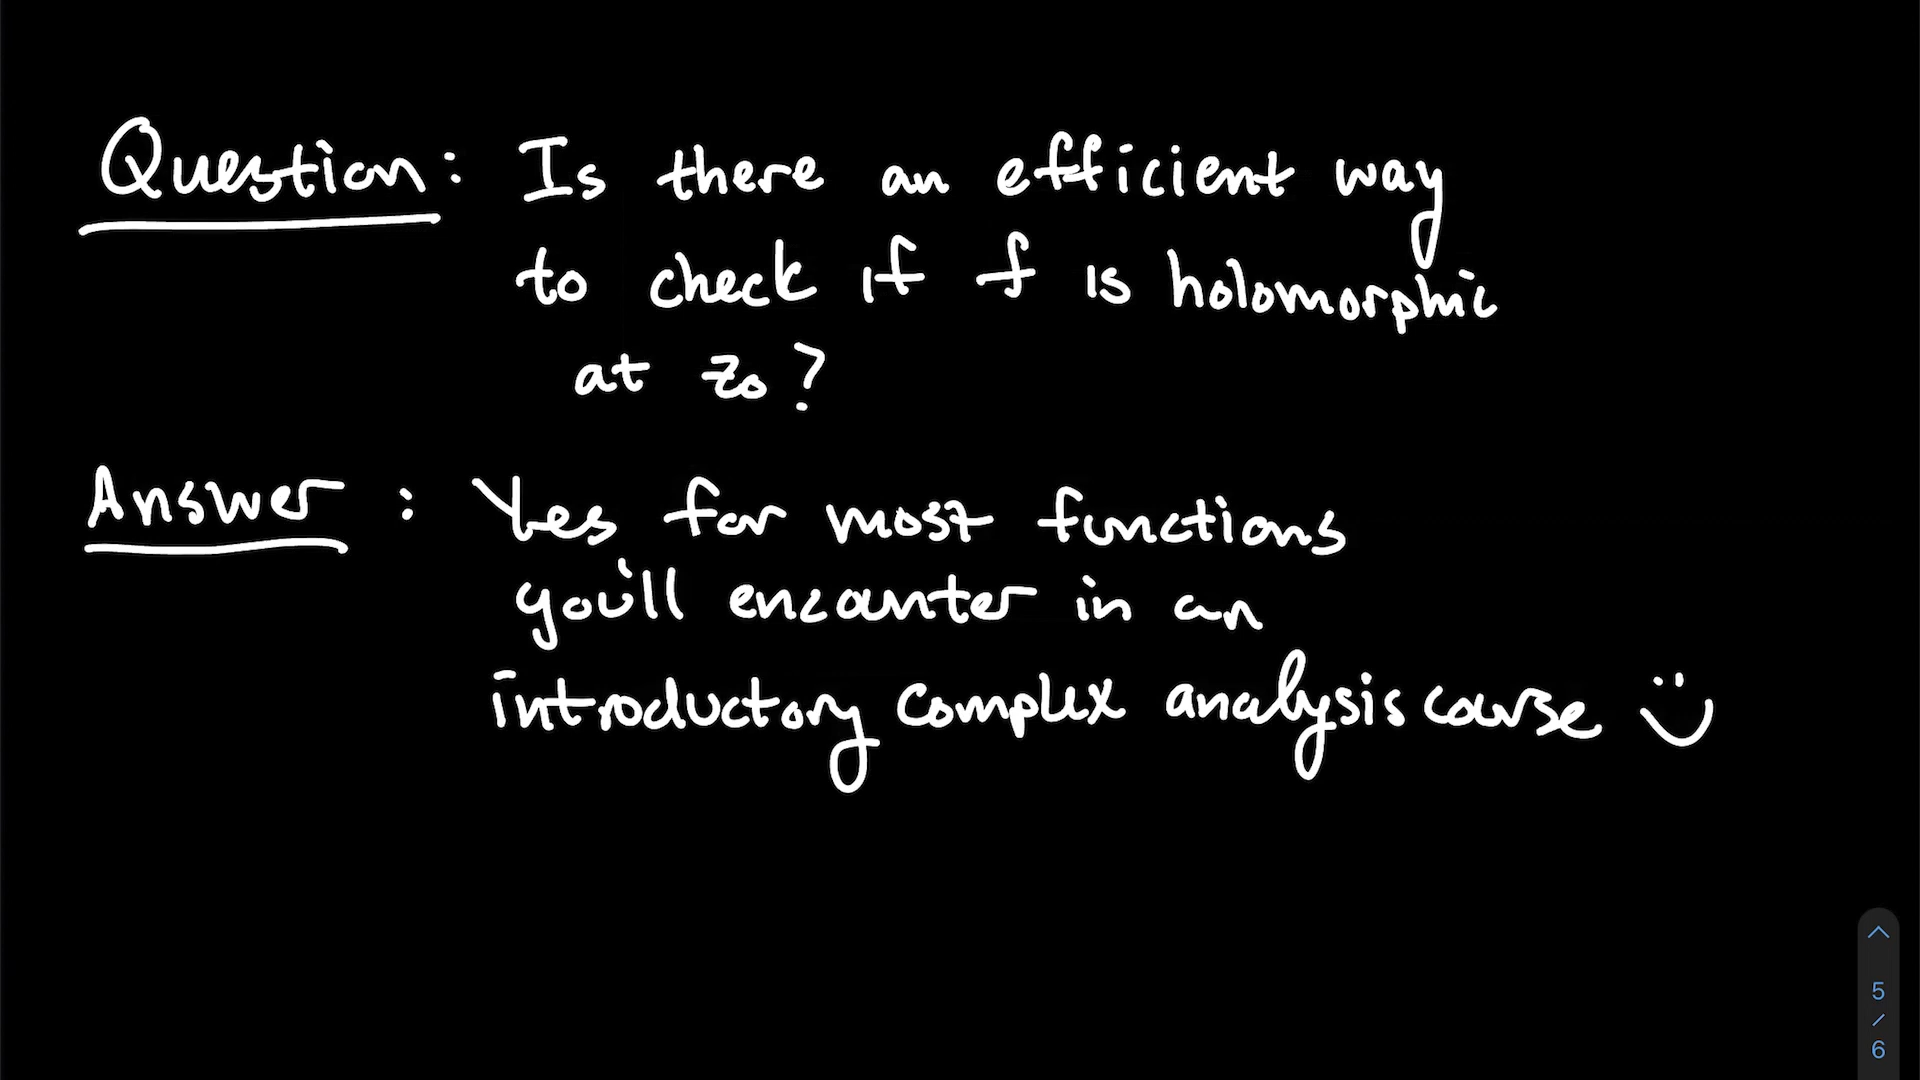 Question: Is there an efficient way
to check if f is holomorphic
at z₀?
Answer: Yes for most functions
you'll encounter in an
introductory complex analysis course :)
5
/
6